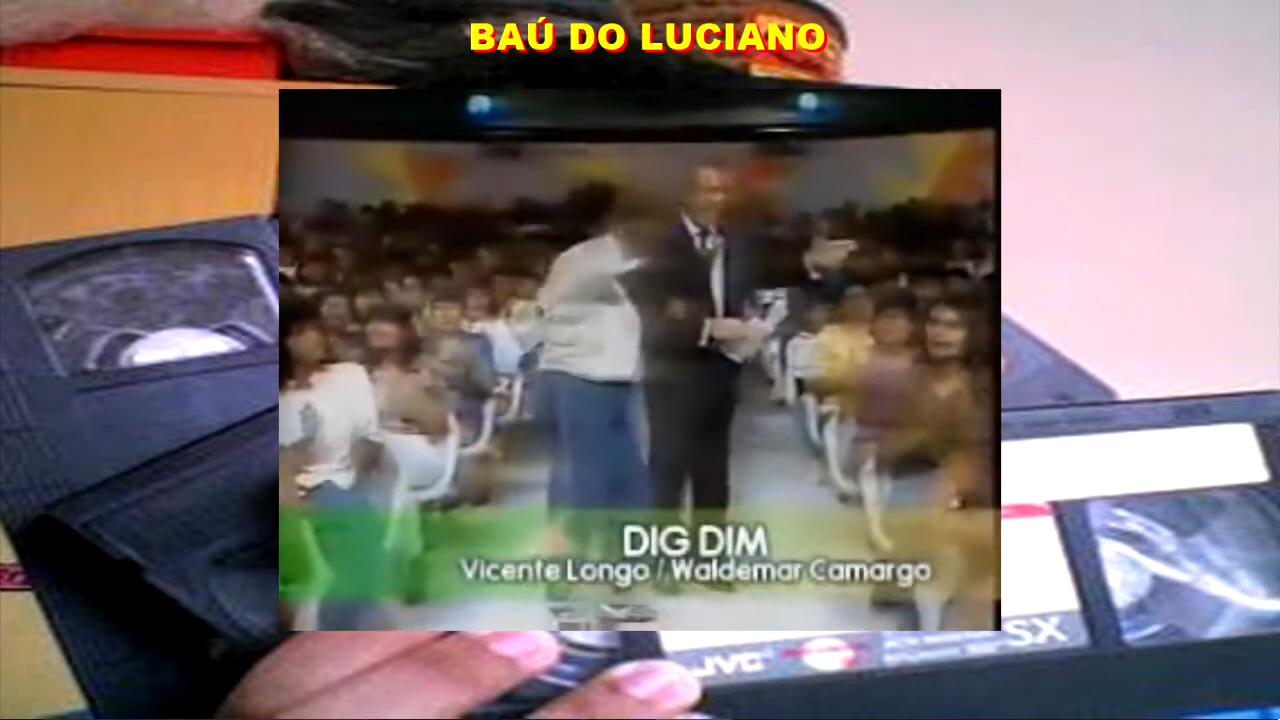 BAÚ DO LUCIANO
DIG DIM
Vicente Longo / Waldemar Camargo
JVC
SX